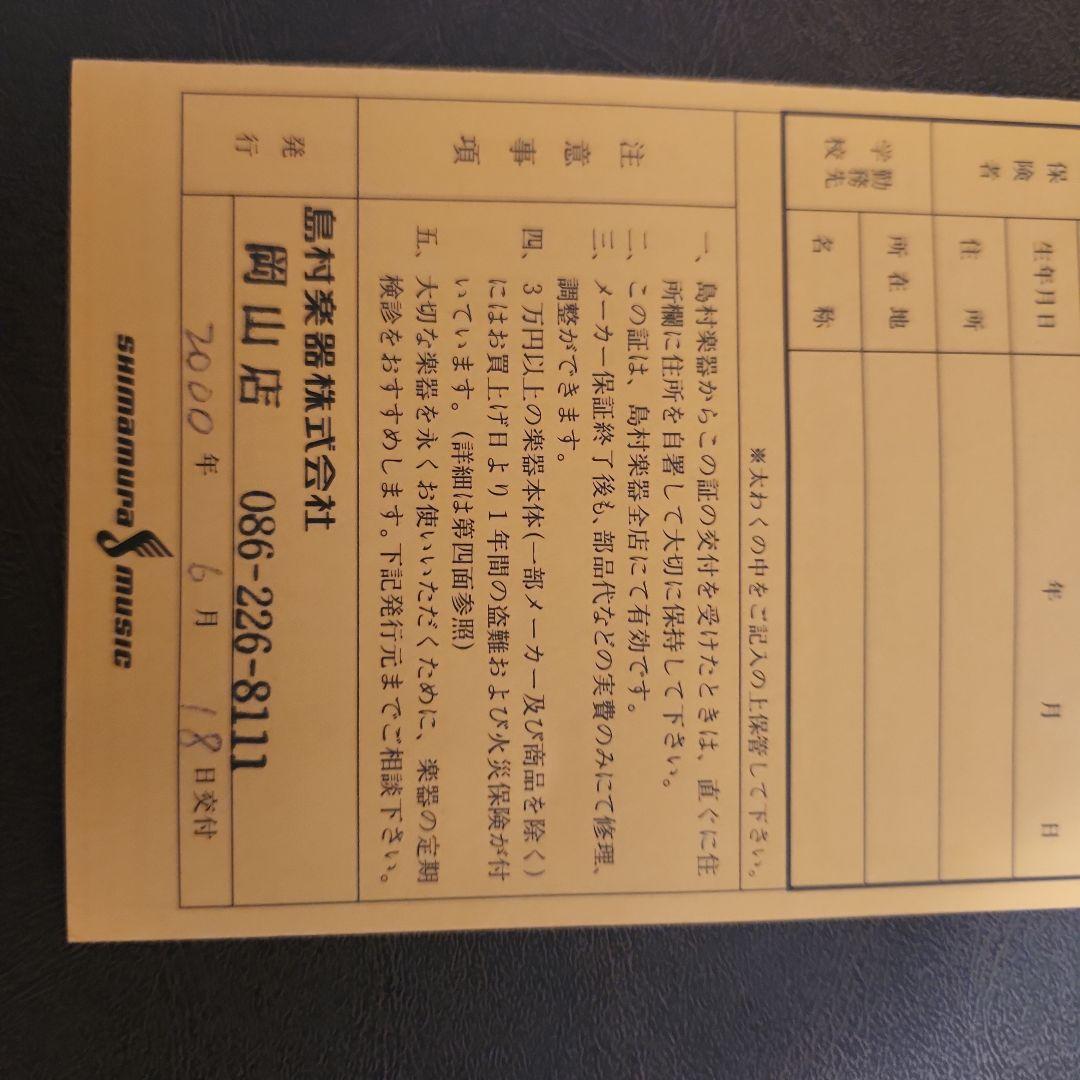 保険者
生年月日
年 月 日
住所
勤務先
学校
所在地
名称
※太わくの中をご記入の上保管して下さい。
注意事項
一、島村楽器からこの証の交付を受けたときは、直ぐに住
所欄に住所を自署して大切に保持して下さい。
二、この証は、島村楽器全店にて有効です。
三、メーカー保証終了後も、部品代などの実費のみにて修理、
調整ができます。
四、3万円以上の楽器本体(一部メーカー及び商品を除く)
にはお買上げ日より1年間の盗難および火災保険が付
いています。(詳細は第四面参照)
五、大切な楽器を永くお使いいただくために、楽器の定期
検診をおすすめします。下記発行元までご相談下さい。
発行
島村楽器株式会社
岡山店 086-226-8111
2000年 6月 18日交付
shimamura music